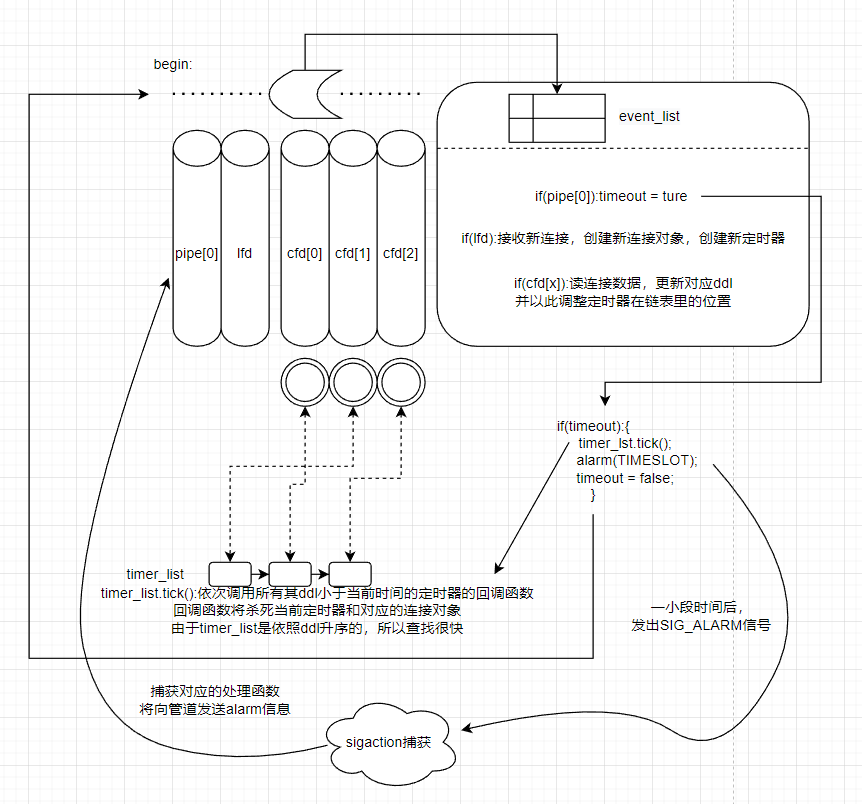 begin:
event_list
if(pipe[0]):timeout = ture
if(lfd):接收新连接，创建新连接对象，创建新定时器
if(cfd[x]):读连接数据，更新对应ddl
并以此调整定时器在链表里的位置
pipe[0]
lfd
cfd[0]
cfd[1]
cfd[2]
if(timeout):{
timer_lst.tick();
alarm(TIMESLOT);
timeout = false;
}
timer_list
timer_list.tick():依次调用所有其ddl小于当前时间的定时器的回调函数
回调函数将杀死当前定时器和对应的连接对象
由于timer_list是依照ddl升序的，所以查找很快
一小段时间后，
发出SIG_ALARM信号
捕获对应的处理函数
将向管道发送alarm信息
sigaction捕获